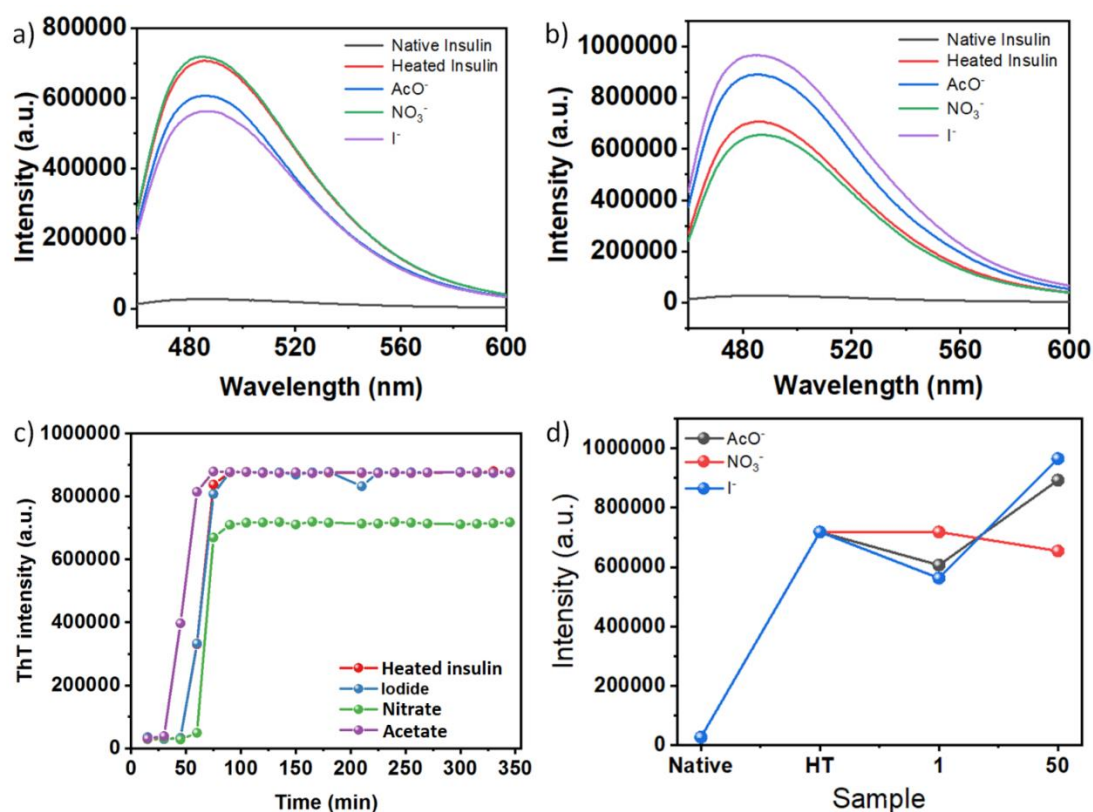 a)
800000
600000
400000
200000
0
Intensity (a.u.)
Native Insulin
Heated Insulin
AcO⁻
NO₃⁻
I⁻
480 520 560 600
Wavelength (nm)
b)
1000000
800000
600000
400000
200000
0
Intensity (a.u.)
Native Insulin
Heated Insulin
AcO⁻
NO₃⁻
I⁻
480 520 560 600
Wavelength (nm)
c)
1000000
800000
600000
400000
200000
0
ThT intensity (a.u.)
Heated insulin
Iodide
Nitrate
Acetate
0 50 100 150 200 250 300 350
Time (min)
d)
1000000
800000
600000
400000
200000
0
Intensity (a.u.)
AcO⁻
NO₃⁻
I⁻
Native HT 1 50
Sample